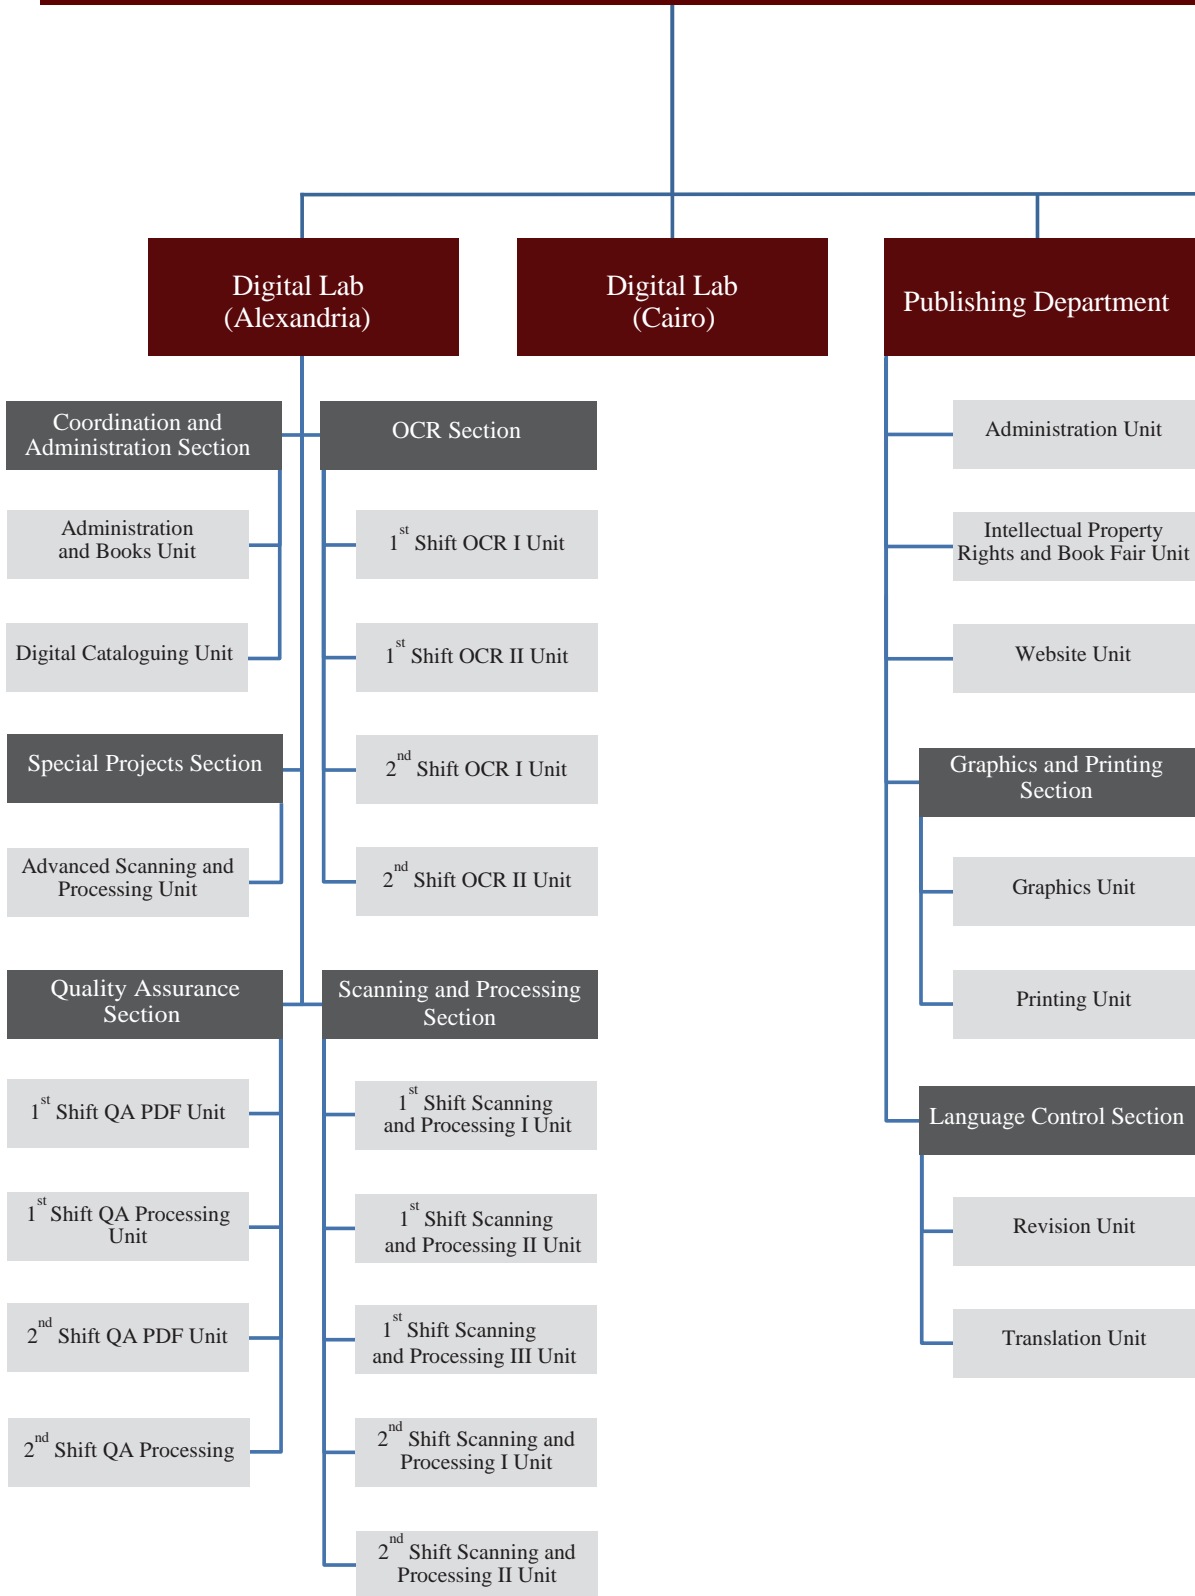 Digital Lab
(Alexandria)
Digital Lab
(Cairo)
Publishing Department
Coordination and
Administration Section
Administration
and Books Unit
Digital Cataloguing Unit
Special Projects Section
Advanced Scanning and
Processing Unit
Quality Assurance
Section
1st Shift QA PDF Unit
1st Shift QA Processing
Unit
2nd Shift QA PDF Unit
2nd Shift QA Processing
OCR Section
1st Shift OCR I Unit
1st Shift OCR II Unit
2nd Shift OCR I Unit
2nd Shift OCR II Unit
Scanning and Processing
Section
1st Shift Scanning
and Processing I Unit
1st Shift Scanning
and Processing II Unit
1st Shift Scanning
and Processing III Unit
2nd Shift Scanning and
Processing I Unit
2nd Shift Scanning and
Processing II Unit
Administration Unit
Intellectual Property
Rights and Book Fair Unit
Website Unit
Graphics and Printing
Section
Graphics Unit
Printing Unit
Language Control Section
Revision Unit
Translation Unit